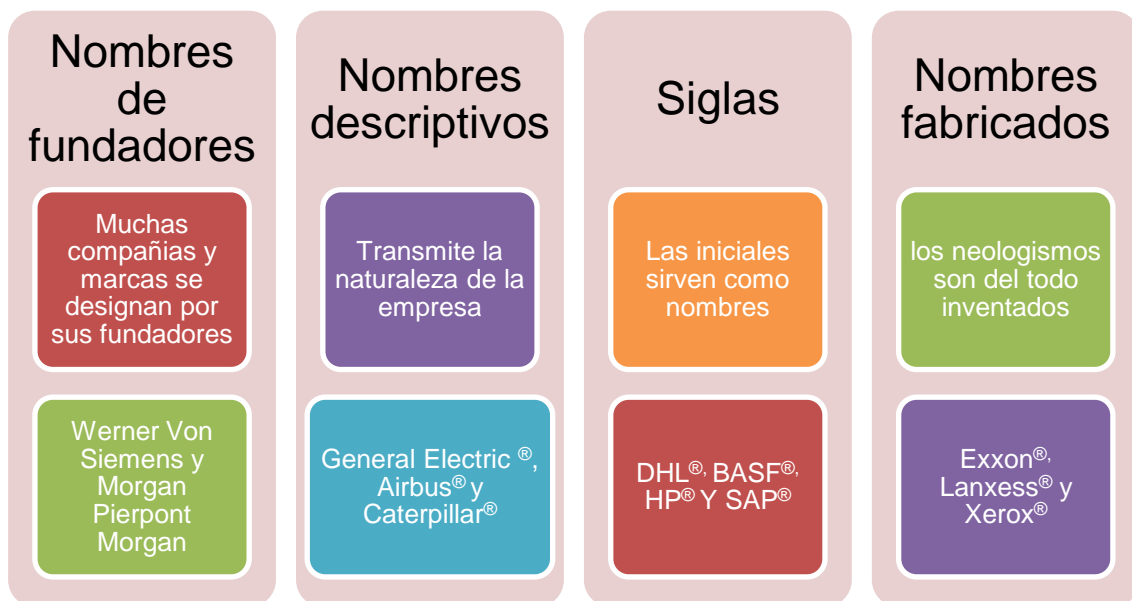 Nombres
de
fundadores
Muchas
compañias y
marcas se
designan por
sus fundadores
Werner Von
Siemens y
Morgan
Pierpont
Morgan
Nombres
descriptivos
Transmite la
naturaleza de la
empresa
General Electric ®,
Airbus® y
Caterpillar®
Siglas
Las iniciales
sirven como
nombres
DHL®, BASF®,
HP® Y SAP®
Nombres
fabricados
los neologismos
son del todo
inventados
Exxon®,
Lanxess® y
Xerox®